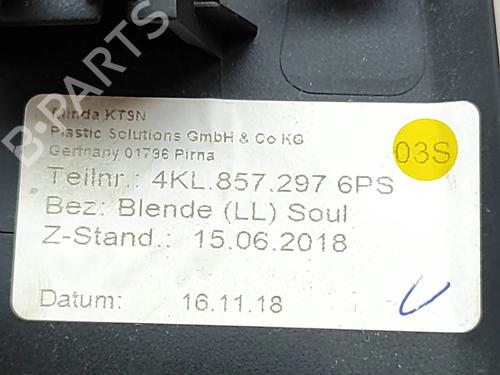 B-PARTS
Minda KTSN
Plastic Solutions GmbH & Co KG
Germany 01796 Pirna
03S
Teilnr.: 4KL.857.297 6PS
Bez: Blende (LL) Soul
Z-Stand.: 15.06.2018
Datum: 16.11.18